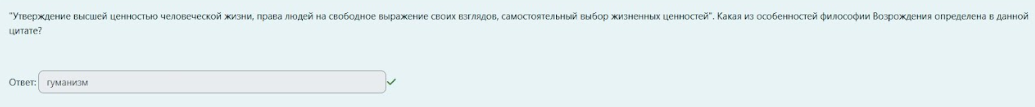 "Утверждение высшей ценностью человеческой жизни, права людей на свободное выражение своих взглядов, самостоятельный выбор жизненных ценностей". Какая из особенностей философии Возрождения определена в данной
цитате?
Ответ: гуманизм